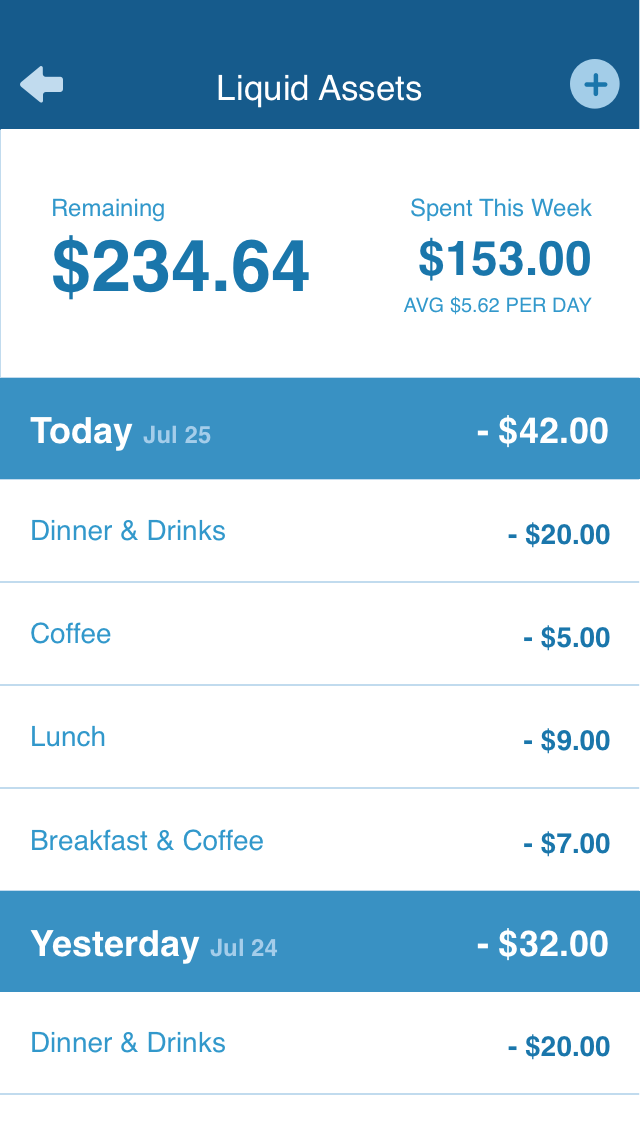 Liquid Assets
Remaining
$234.64
Spent This Week
$153.00
AVG $5.62 PER DAY
Today Jul 25 - $42.00
Dinner & Drinks - $20.00
Coffee - $5.00
Lunch - $9.00
Breakfast & Coffee - $7.00
Yesterday Jul 24 - $32.00
Dinner & Drinks - $20.00